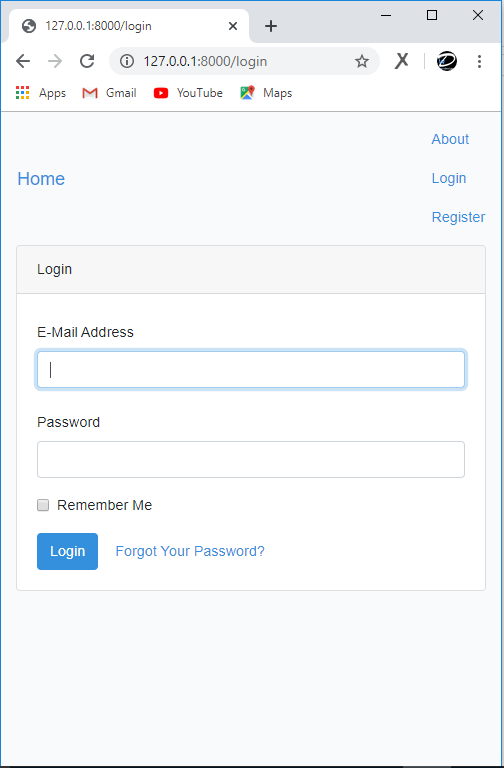 127.0.0.1:8000/login
127.0.0.1:8000/login
Apps Gmail YouTube Maps
About
Home
Login
Register
Login
E-Mail Address
Password
Remember Me
Login Forgot Your Password?